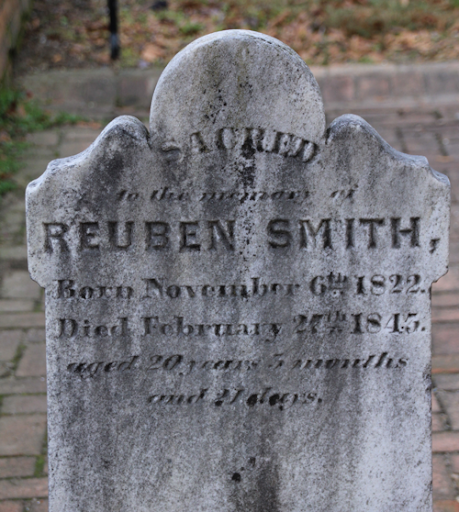 SACRED
to the memory of
REUBEN SMITH,
Born November 6th 1822.
Died February 27th 1843.
aged 20 years 3 months
and 21 days.